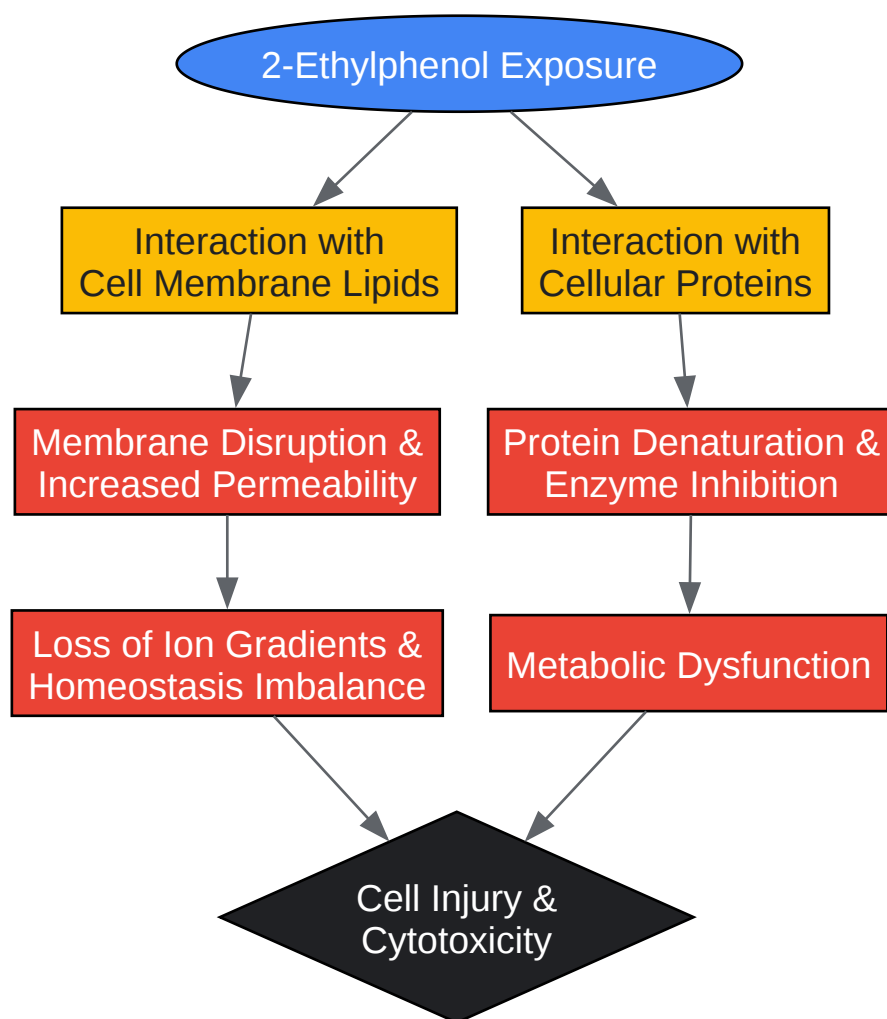 2-Ethylphenol Exposure
Interaction with
Cell Membrane Lipids
Interaction with
Cellular Proteins
Membrane Disruption &
Increased Permeability
Protein Denaturation &
Enzyme Inhibition
Loss of Ion Gradients &
Homeostasis Imbalance
Metabolic Dysfunction
Cell Injury &
Cytotoxicity